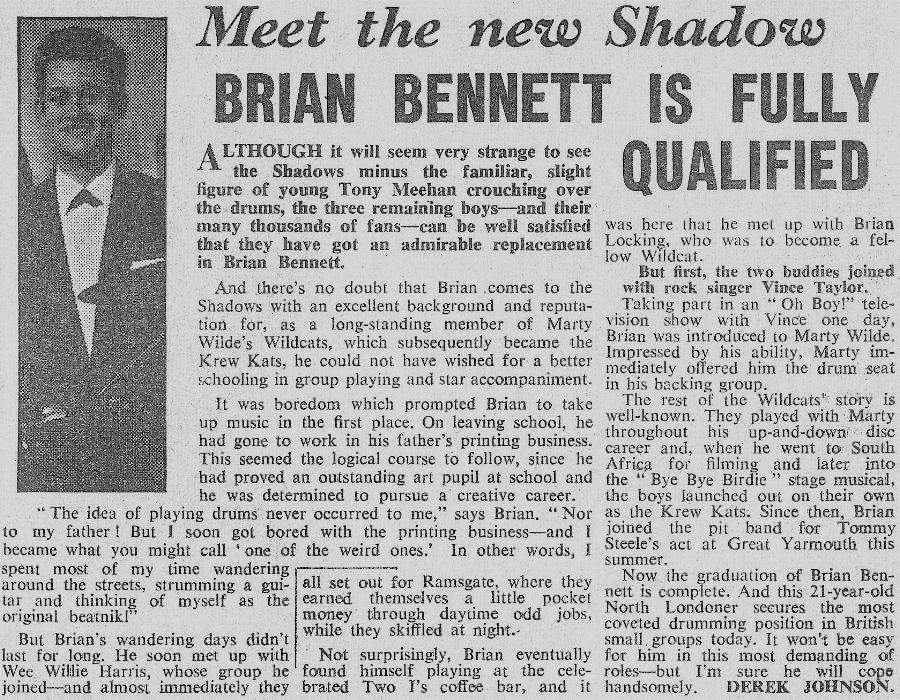 Meet the new Shadow
BRIAN BENNETT IS FULLY
QUALIFIED
ALTHOUGH it will seem very strange to see
the Shadows minus the familiar, slight
figure of young Tony Meehan crouching over
the drums, the three remaining boys—and their
many thousands of fans—can be well satisfied
that they have got an admirable replacement
in Brian Bennett.
And there's no doubt that Brian comes to the
Shadows with an excellent background and reputa-
tion for, as a long-standing member of Marty
Wilde's Wildcats, which subsequently became the
Krew Kats, he could not have wished for a better
schooling in group playing and star accompaniment.
It was boredom which prompted Brian to take
up music in the first place. On leaving school, he
had gone to work in his father's printing business.
This seemed the logical course to follow, since he
had proved an outstanding art pupil at school and
he was determined to pursue a creative career.
" The idea of playing drums never occurred to me," says Brian. " Nor
to my father ! But I soon got bored with the printing business—and I
became what you might call ' one of the weird ones.' In other words, I
spent most of my time wandering
around the streets, strumming a gui-
tar and thinking of myself as the
original beatnik!"
But Brian's wandering days didn't
last for long. He soon met up with
Wee Willie Harris, whose group he
joined—and almost immediately they
all set out for Ramsgate, where they
earned themselves a little pocket
money through daytime odd jobs,
while they skiffled at night.
Not surprisingly, Brian eventually
found himself playing at the cele-
brated Two I's coffee bar, and it
was here that he met up with Brian
Locking, who was to become a fel-
low Wildcat.
But first, the two buddies joined
with rock singer Vince Taylor.
Taking part in an " Oh Boy!" tele-
vision show with Vince one day,
Brian was introduced to Marty Wilde.
Impressed by his ability, Marty im-
mediately offered him the drum seat
in his backing group.
The rest of the Wildcats' story is
well-known. They played with Marty
throughout his up-and-down disc
career and, when he went to South
Africa for filming and later into
the " Bye Bye Birdie " stage musical,
the boys launched out on their own
as the Krew Kats. Since then, Brian
joined the pit band for Tommy
Steele's act at Great Yarmouth this
summer.
Now the graduation of Brian Ben-
nett is complete. And this 21-year-old
North Londoner secures the most
coveted drumming position in British
small groups today. It won't be easy
for him in this most demanding of
roles—but I'm sure he will cope
handsomely. DEREK JOHNSON.